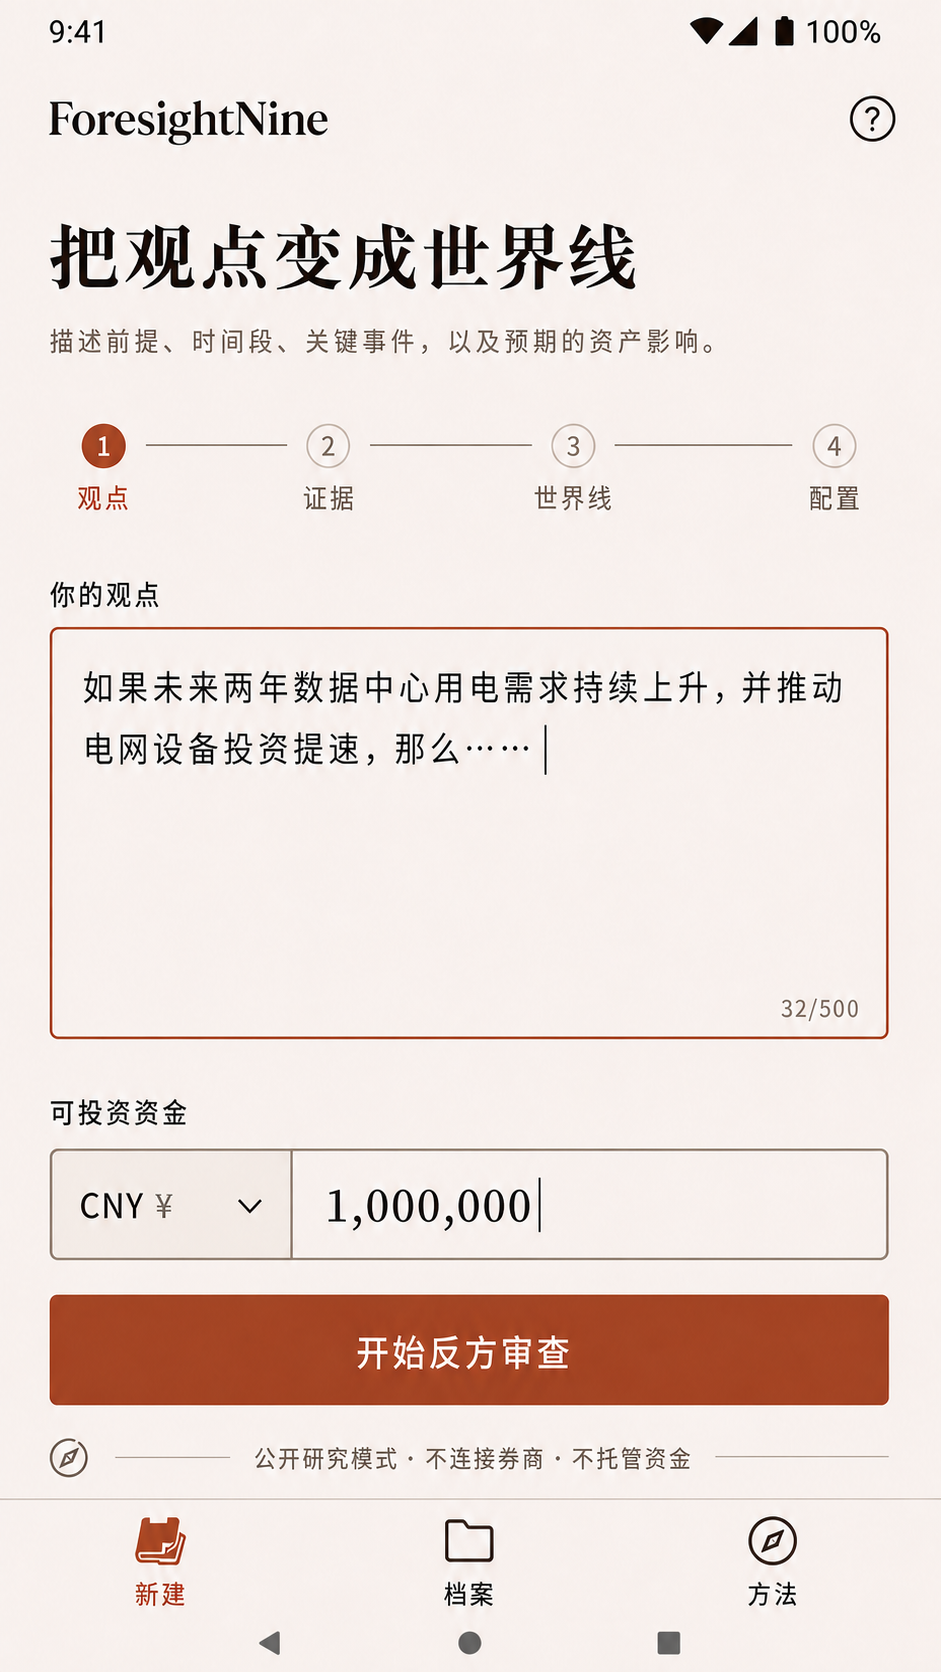 9:41 100%
ForesightNine ?
把观点变成世界线
描述前提、时间段、关键事件，以及预期的资产影响。
1 2 3 4
观点 证据 世界线 配置
你的观点
如果未来两年数据中心用电需求持续上升，并推动
电网设备投资提速，那么……
32/500
可投资资金
CNY ¥ 1,000,000
开始反方审查
公开研究模式 · 不连接券商 · 不托管资金
新建 档案 方法